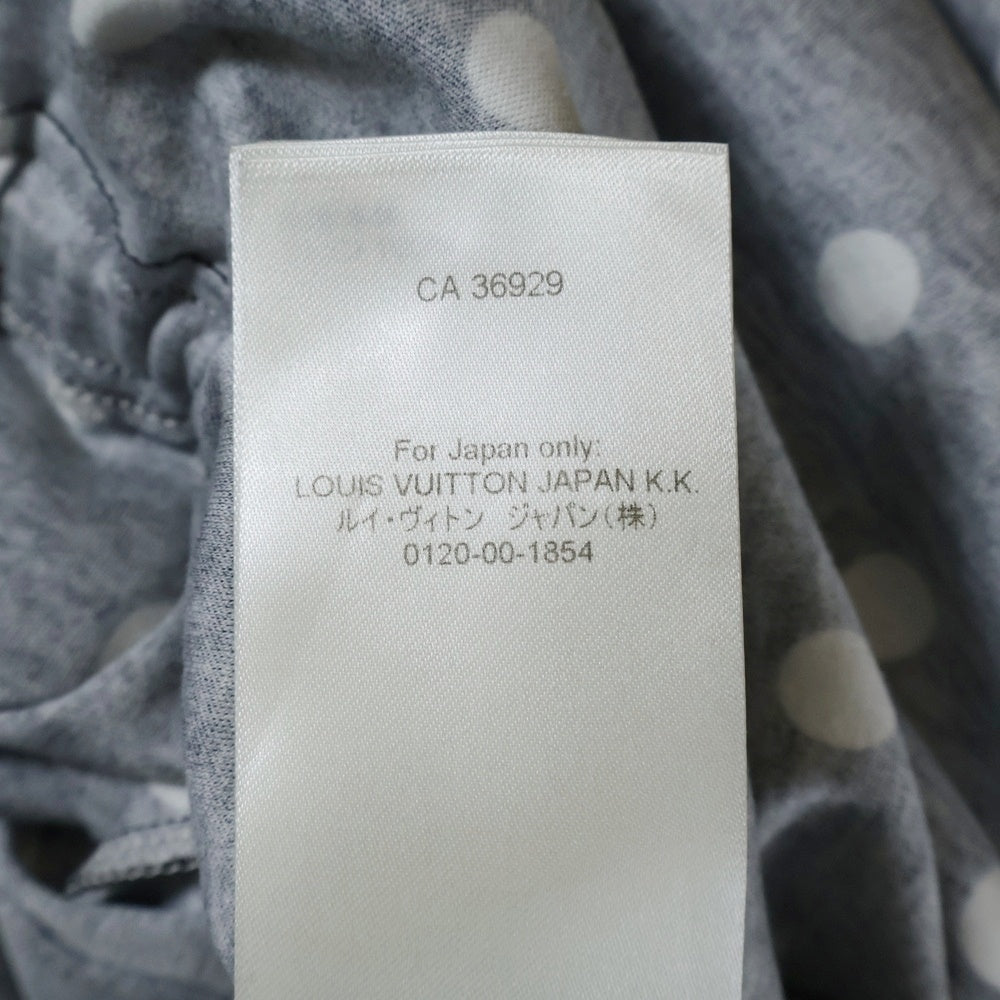 CA 36929
For Japan only:
LOUIS VUITTON JAPAN K.K.
ルイ・ヴィトン ジャパン(株)
0120-00-1854